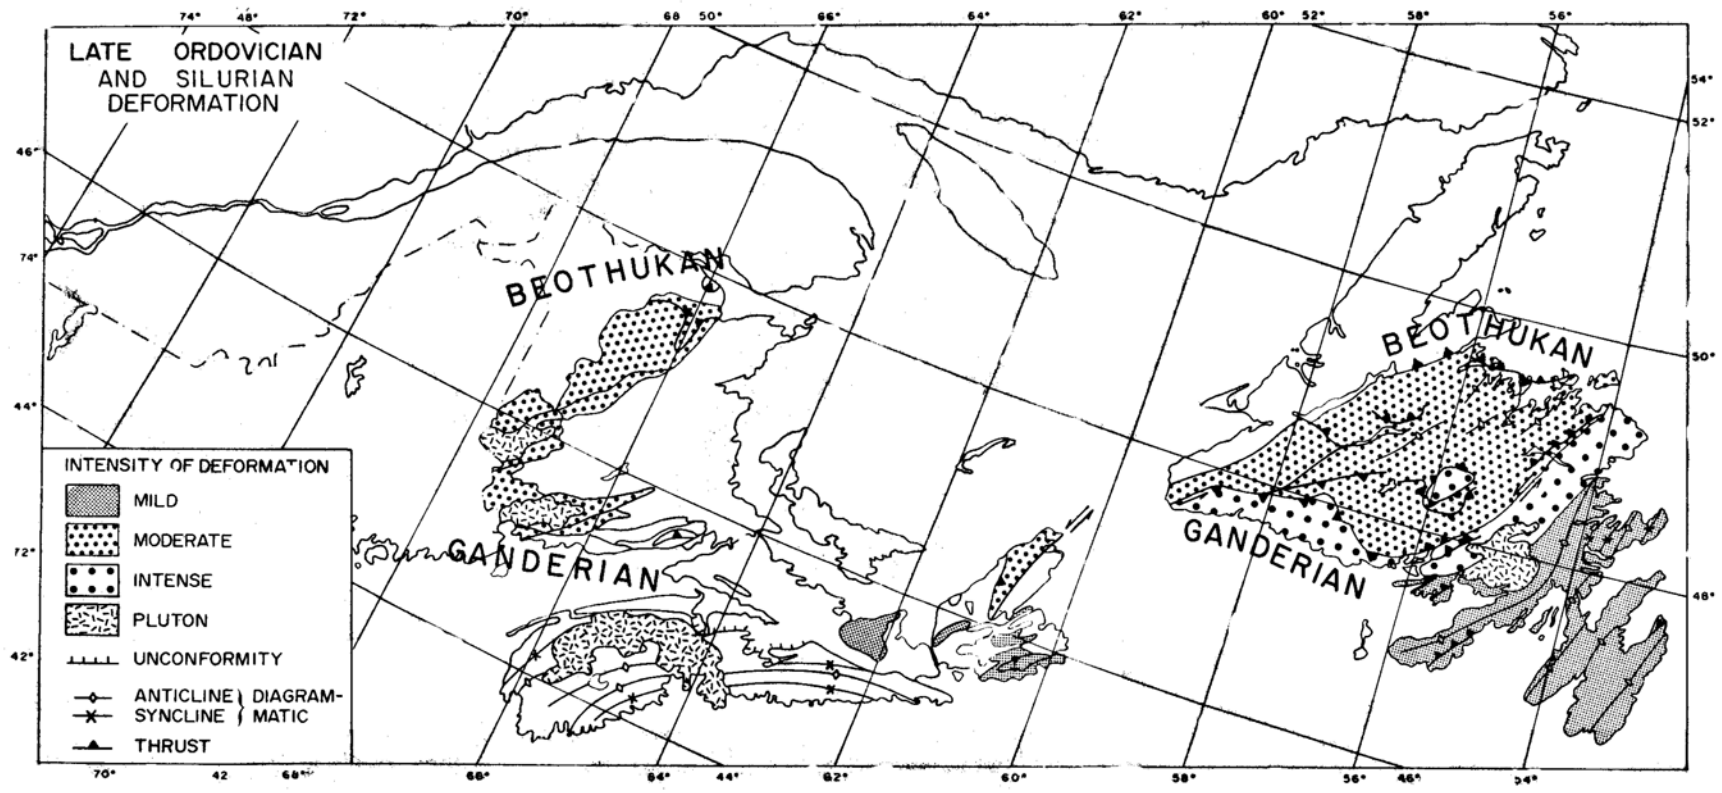 74° 48° 72° 70° 68 50° 66° 64° 62° 60° 52° 58° 56°
LATE ORDOVICIAN
AND SILURIAN
DEFORMATION
54°
52°
46°
74°
BEOTHUKAN
BEOTHUKAN
50°
44°
INTENSITY OF DEFORMATION
MILD
MODERATE
INTENSE
PLUTON
UNCONFORMITY
ANTICLINE } DIAGRAM-
SYNCLINE } MATIC
THRUST
72°
GANDERIAN
GANDERIAN
48°
42°
70° 42 68° 66° 64° 44° 62° 60° 58° 56° 46° 54°